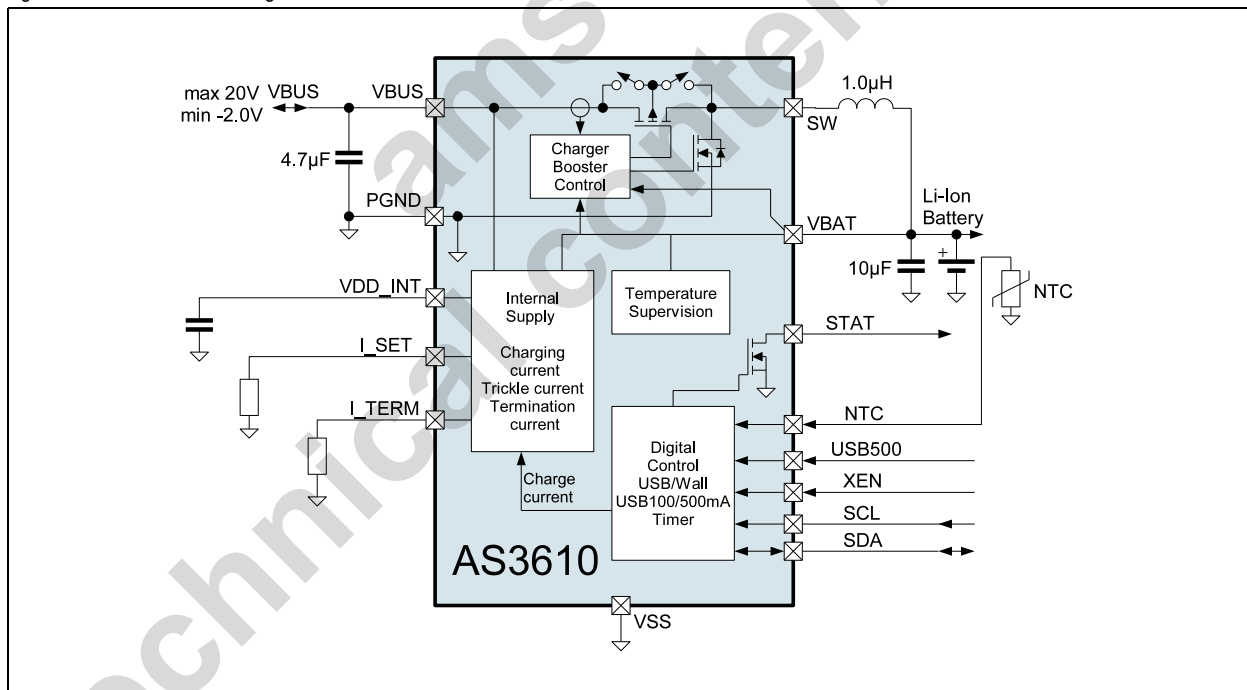 max 20V VBUS
min -2.0V
VBUS
4.7µF
PGND
VDD_INT
I_SET
I_TERM
Charger
Booster
Control
Internal
Supply
Charging
current
Trickle current
Termination
current
Temperature
Supervision
Charge
current
Digital
Control
USB/Wall
USB100/500mA
Timer
AS3610
VSS
SW
1.0µH
VBAT
Li-Ion
Battery
10µF
+
NTC
STAT
NTC
USB500
XEN
SCL
SDA
ams
technical conten